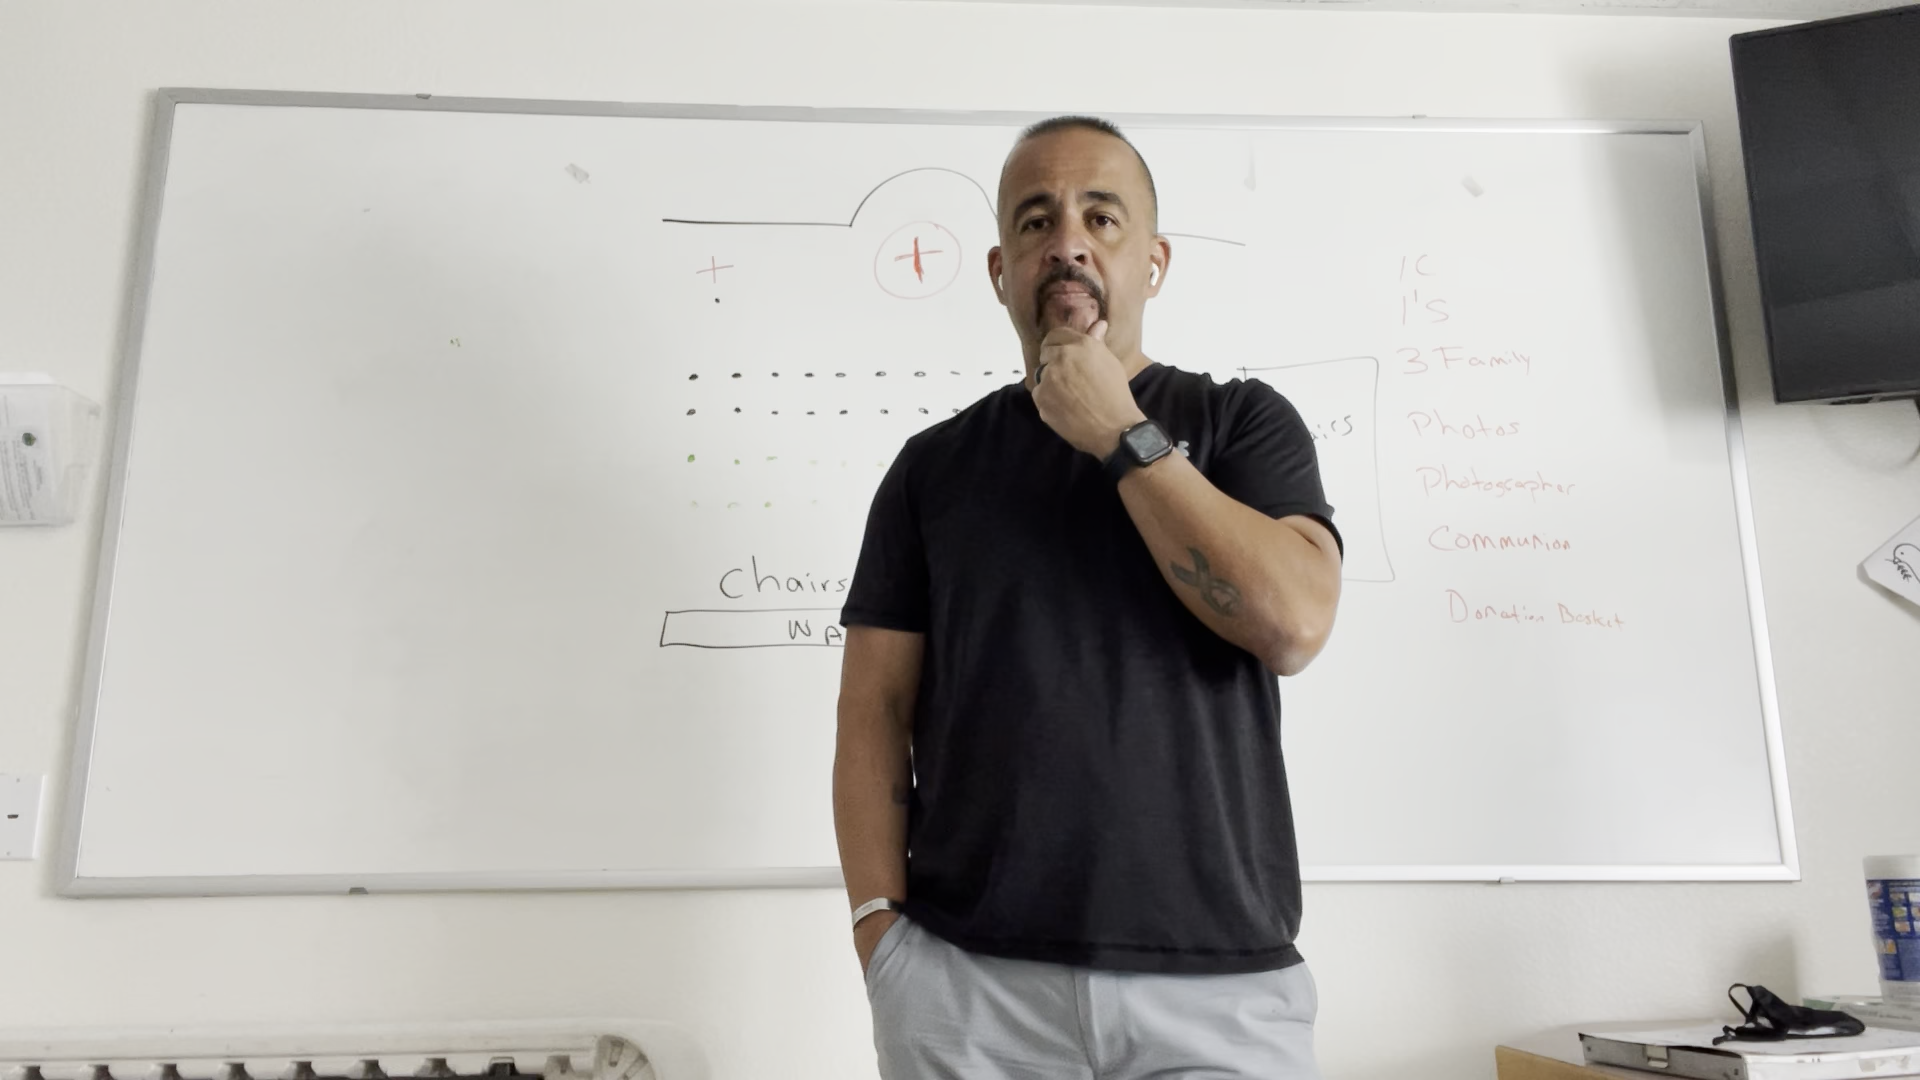 1C
1'S
3 Family
Photos
Photographer
Communion
Donation Basket
Chairs